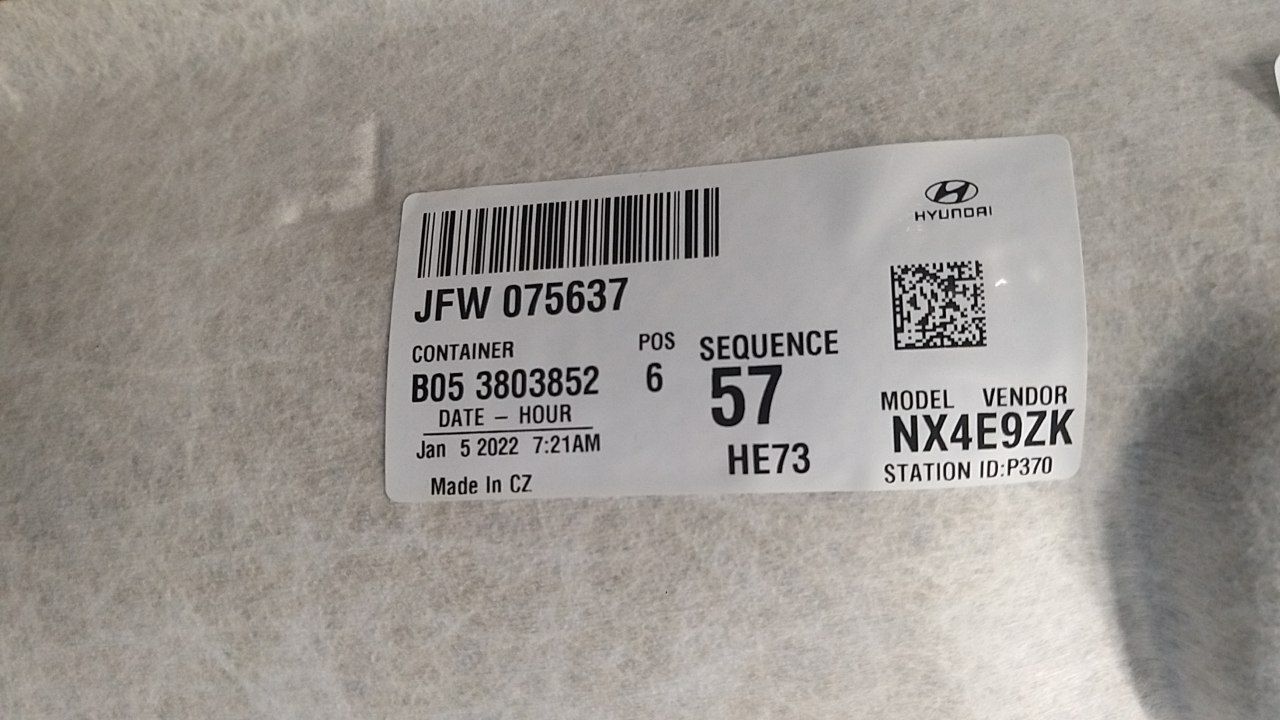 HYUNDAI
JFW 075637
CONTAINER
B05 3803852
POS
6
SEQUENCE
57
HE73
DATE – HOUR
Jan 5 2022 7:21AM
Made In CZ
MODEL VENDOR
NX4E9ZK
STATION ID:P370